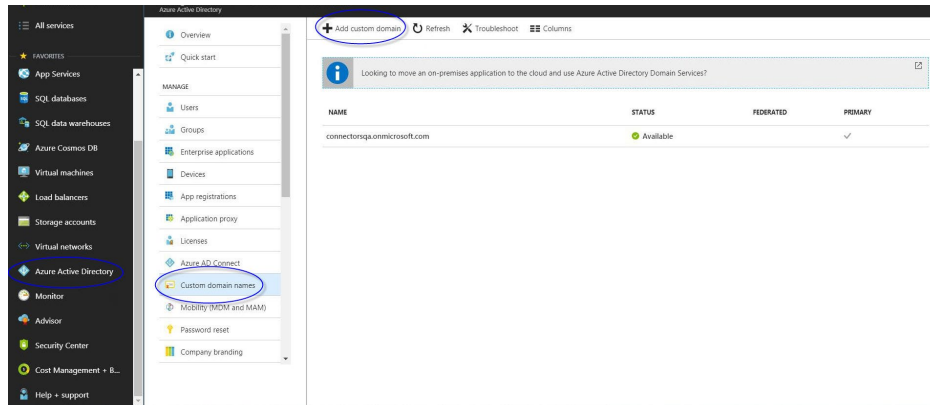 Azure Active Directory
All services
FAVORITES
App Services
SQL databases
SQL data warehouses
Azure Cosmos DB
Virtual machines
Load balancers
Storage accounts
Virtual networks
Azure Active Directory
Monitor
Advisor
Security Center
Cost Management + B...
Help + support
Overview
Quick start
MANAGE
Users
Groups
Enterprise applications
Devices
App registrations
Application proxy
Licenses
Azure AD Connect
Custom domain names
Mobility (MDM and MAM)
Password reset
Company branding
Add custom domain Refresh Troubleshoot Columns
Looking to move an on-premises application to the cloud and use Azure Active Directory Domain Services?
NAME STATUS FEDERATED PRIMARY
connectorsqa.onmicrosoft.com Available